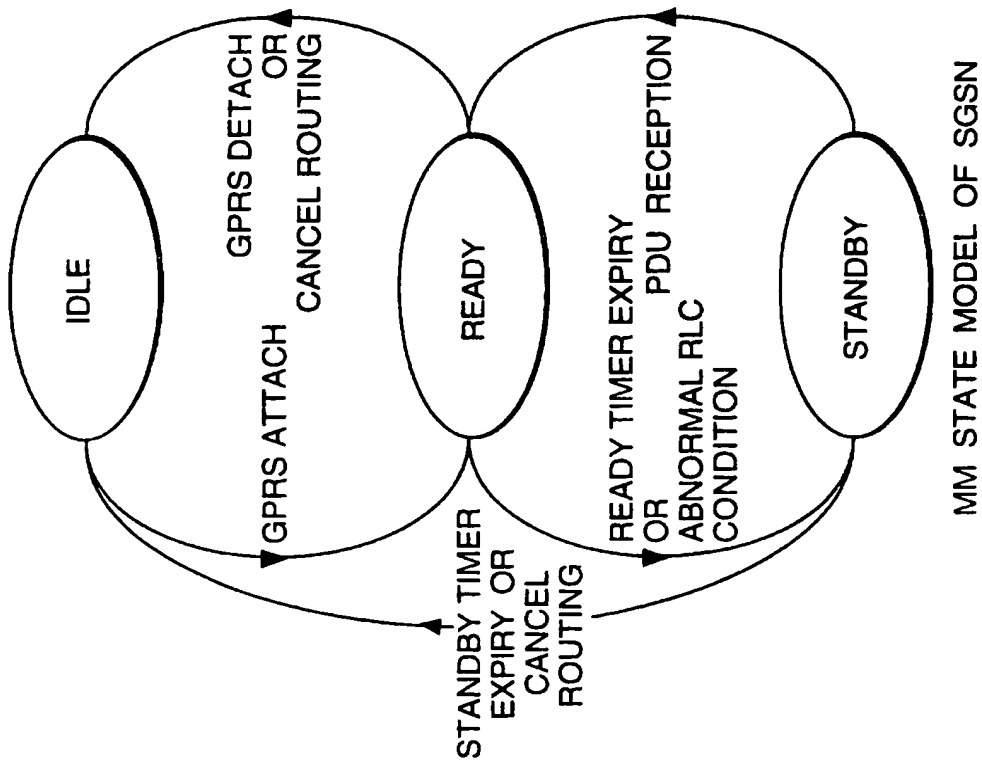 IDLE
GPRS ATTACH
GPRS DETACH
OR
CANCEL ROUTING
STANDBY TIMER
EXPIRY OR
CANCEL
ROUTING
READY
READY TIMER EXPIRY
OR
ABNORMAL RLC
CONDITION
PDU RECEPTION
STANDBY
MM STATE MODEL OF SGSN